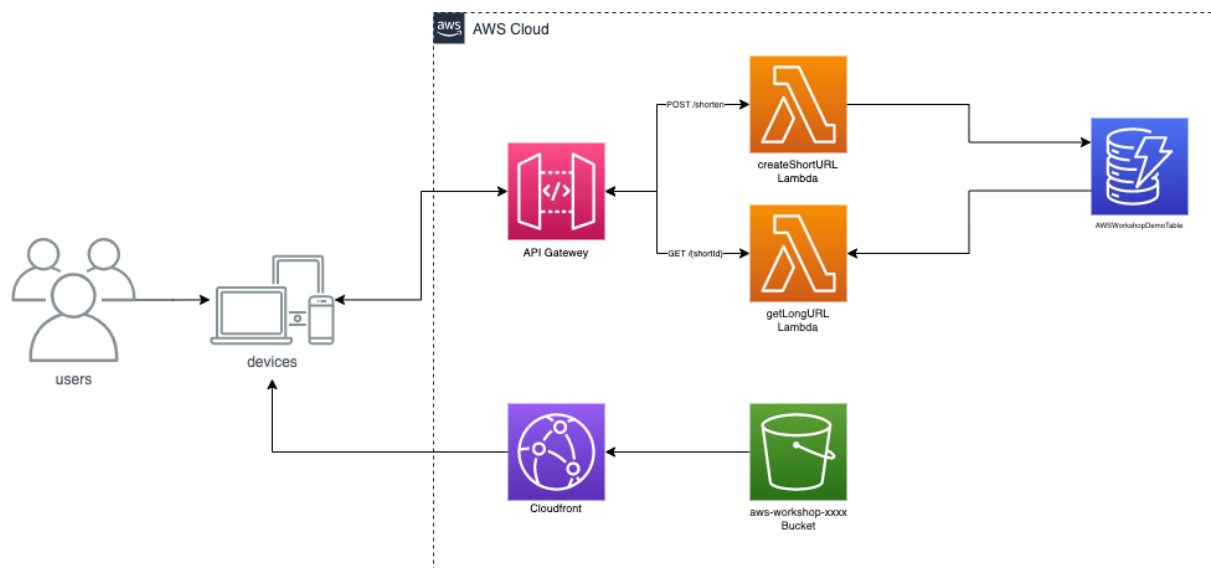 aws
AWS Cloud
POST /shorten
createShortURL
Lambda
API Gatewey
</>
AWSWorkshopDemoTable
GET /{shortId}
getLongURL
Lambda
users
devices
Cloudfront
aws-workshop-xxxx
Bucket